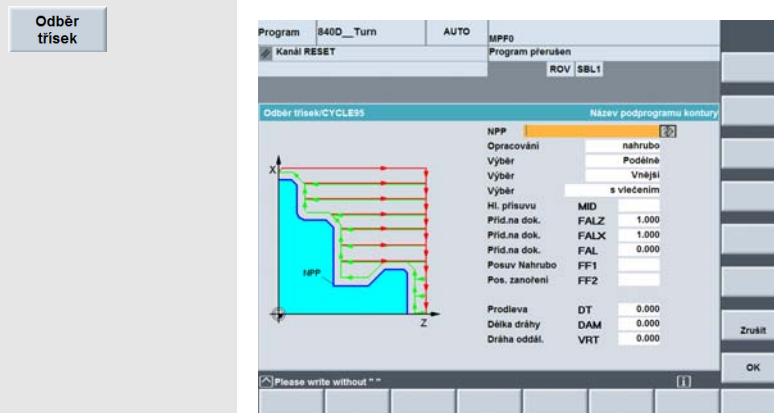 Odběr
třísek
Program 840D__Turn AUTO MPF0
Kanál RESET Program přerušen
ROV SBL1
Odběr třísek/CYCLE95 Název podprogramu kontury
NPP
Opracování nahrubo
Výběr Podélně
Výběr Vnější
Výběr s vlečením
Hl. přísuvu MID
Příd.na dok. FALZ 1.000
Příd.na dok. FALX 1.000
Příd.na dok. FAL 0.000
Posuv Nahrubo FF1
Pos. zanoření FF2
Prodleva DT 0.000
Délka dráhy DAM 0.000
Dráha oddál. VRT 0.000
X
NPP
Z
Zrušit
OK
Please write without " "